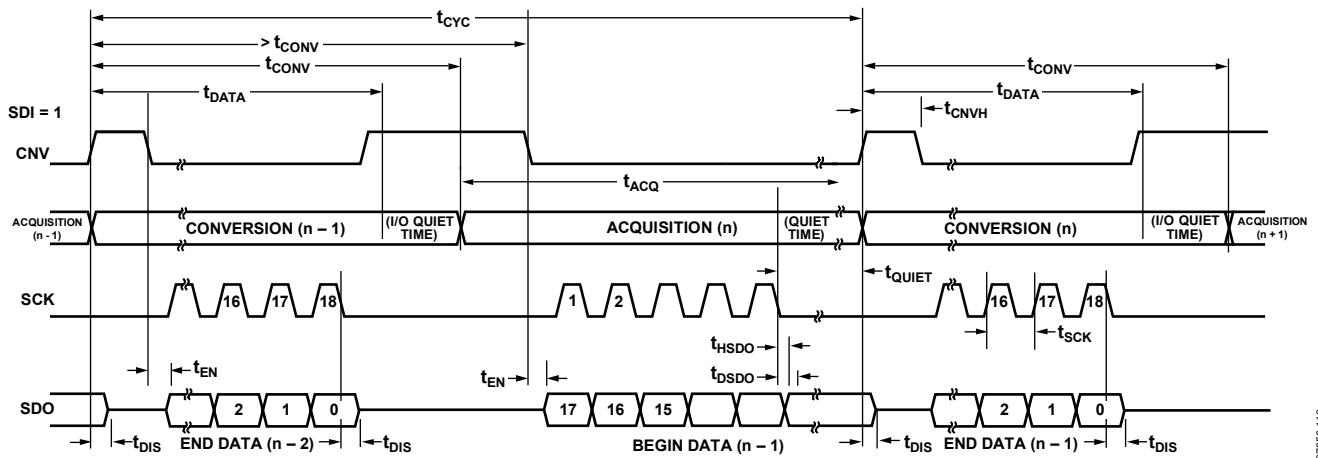 tCYC
> tCONV
tCONV
tCONV
tDATA
tDATA
SDI = 1
tCNVH
CNV
tACQ
ACQUISITION
(n - 1)
CONVERSION (n – 1)
(I/O QUIET
TIME)
ACQUISITION (n)
(QUIET
TIME)
CONVERSION (n)
(I/O QUIET
TIME)
ACQUISITION
(n + 1)
tQUIET
SCK
16 17 18
1 2
16 17 18
tHSDO
tSCK
tEN
tEN
tDSDO
SDO
2 1 0
17 16 15
2 1 0
tDIS
END DATA (n – 2)
tDIS
BEGIN DATA (n – 1)
tDIS
END DATA (n – 1)
tDIS